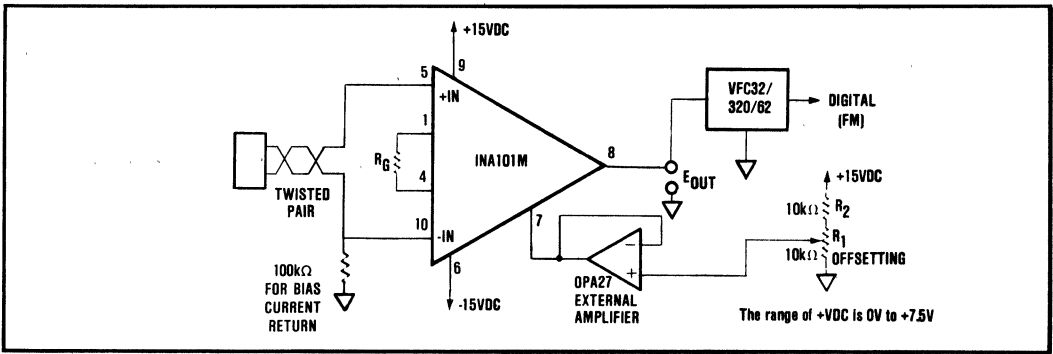 +15VDC
5
9
+IN
1
RG
INA101M
8
4
TWISTED
PAIR
10
-IN
7
6
-15VDC
100kΩ
FOR BIAS
CURRENT
RETURN
EOUT
VFC32/
320/62
DIGITAL
(FM)
+15VDC
10kΩ R2
R1
10kΩ OFFSETTING
-
+
OPA27
EXTERNAL
AMPLIFIER
The range of +VDC is 0V to +7.5V